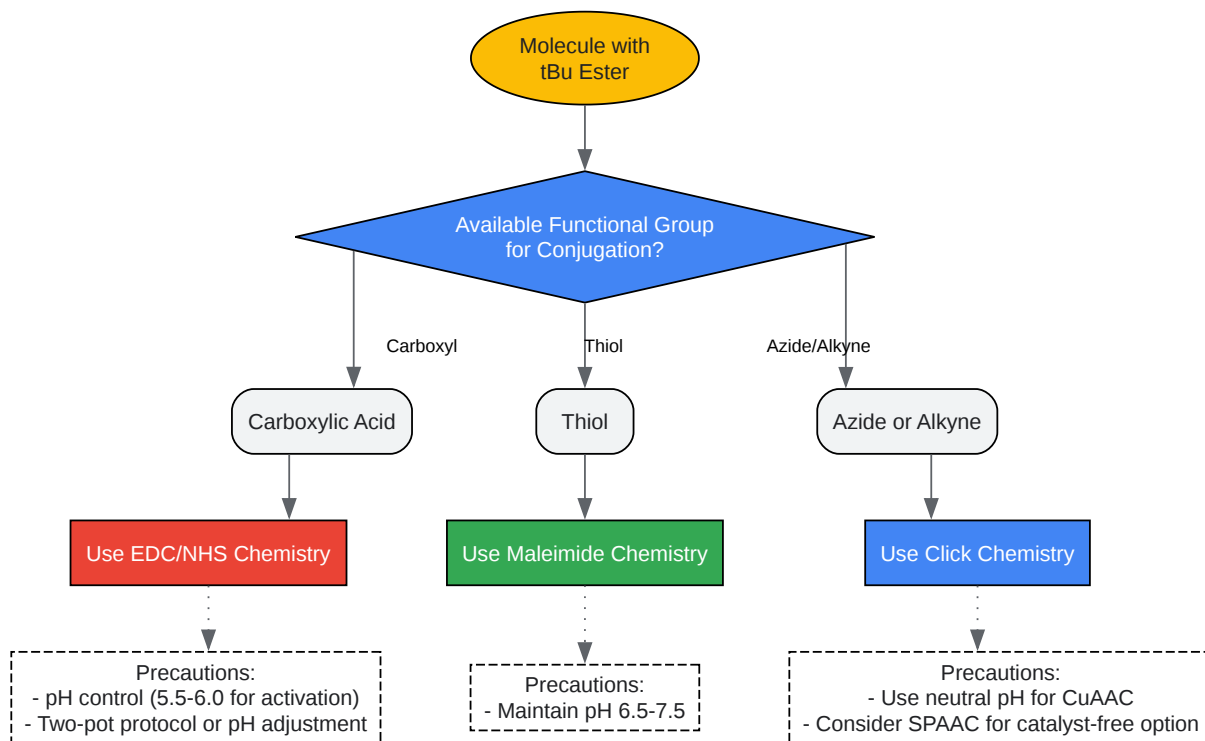 Molecule with
tBu Ester
Available Functional Group
for Conjugation?
Carboxyl
Thiol
Azide/Alkyne
Carboxylic Acid
Thiol
Azide or Alkyne
Use EDC/NHS Chemistry
Use Maleimide Chemistry
Use Click Chemistry
Precautions:
- pH control (5.5-6.0 for activation)
- Two-pot protocol or pH adjustment
Precautions:
- Maintain pH 6.5-7.5
Precautions:
- Use neutral pH for CuAAC
- Consider SPAAC for catalyst-free option